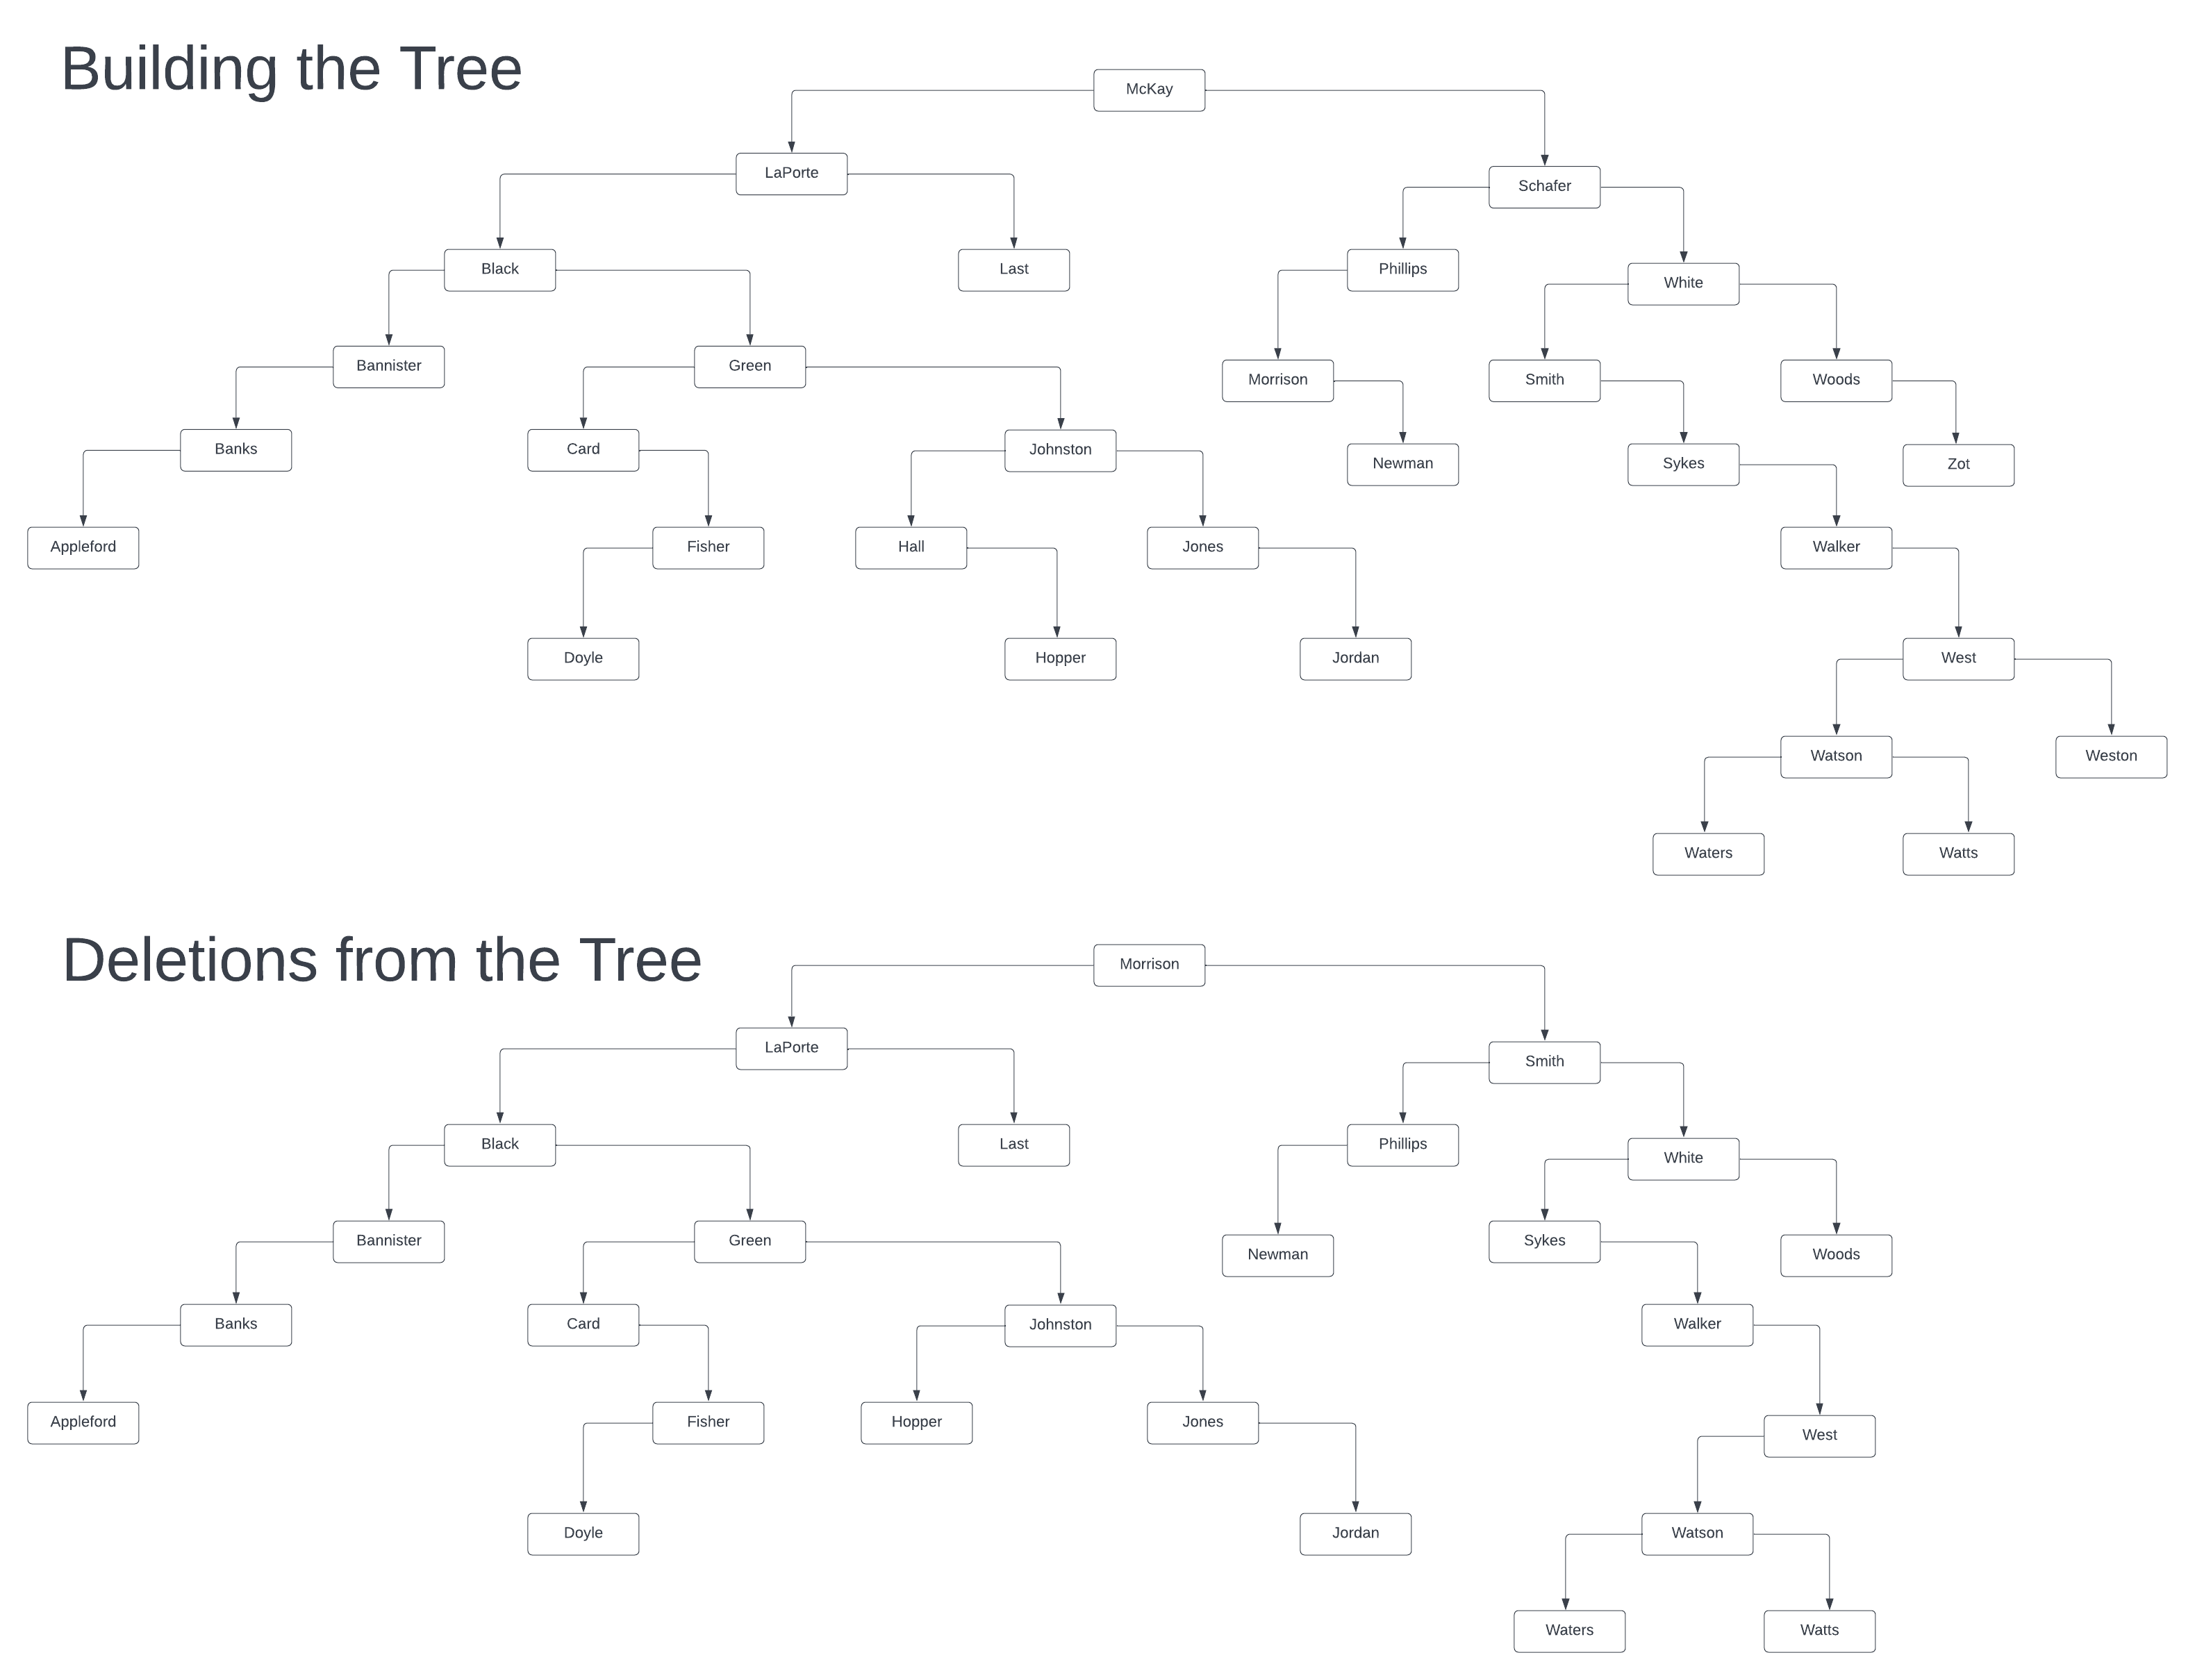 Building the Tree
McKay
LaPorte
Schafer
Black
Last
Phillips
White
Bannister
Green
Morrison
Smith
Woods
Banks
Card
Johnston
Newman
Sykes
Zot
Appleford
Fisher
Hall
Jones
Walker
Doyle
Hopper
Jordan
West
Watson
Weston
Waters
Watts
Deletions from the Tree
Morrison
LaPorte
Smith
Black
Last
Phillips
White
Bannister
Green
Newman
Sykes
Woods
Banks
Card
Johnston
Walker
Appleford
Fisher
Hopper
Jones
West
Doyle
Jordan
Watson
Waters
Watts